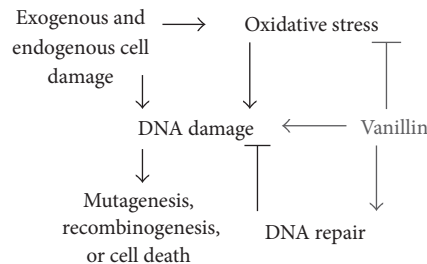 Exogenous and
endogenous cell
damage
Oxidative stress
DNA damage
Vanillin
Mutagenesis,
recombinogenesis,
or cell death
DNA repair